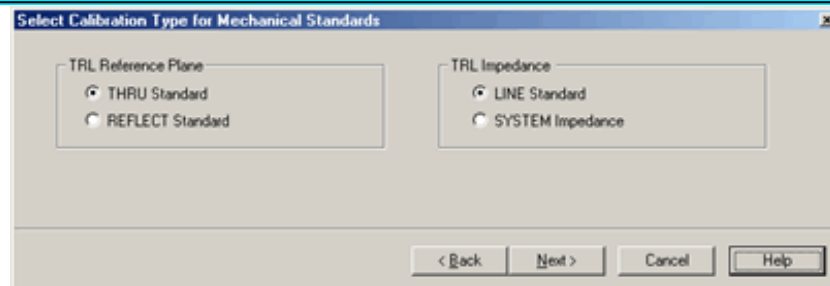 Select Calibration Type for Mechanical Standards
TRL Reference Plane
THRU Standard
REFLECT Standard
TRL Impedance
LINE Standard
SYSTEM Impedance
< Back
Next >
Cancel
Help